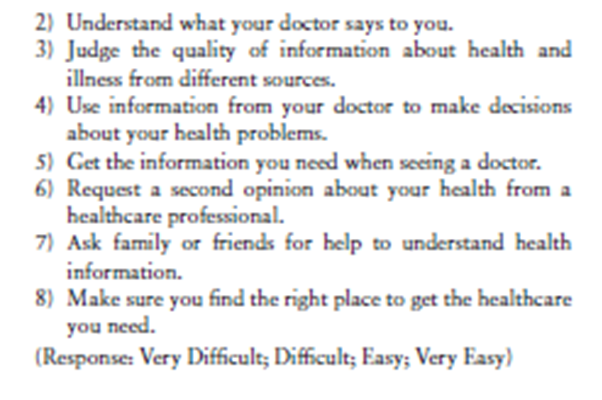 2) Understand what your doctor says to you.
3) Judge the quality of information about health and
illness from different sources.
4) Use information from your doctor to make decisions
about your health problems.
5) Get the information you need when seeing a doctor.
6) Request a second opinion about your health from a
healthcare professional.
7) Ask family or friends for help to understand health
information.
8) Make sure you find the right place to get the healthcare
you need.
(Response: Very Difficult; Difficult; Easy; Very Easy)